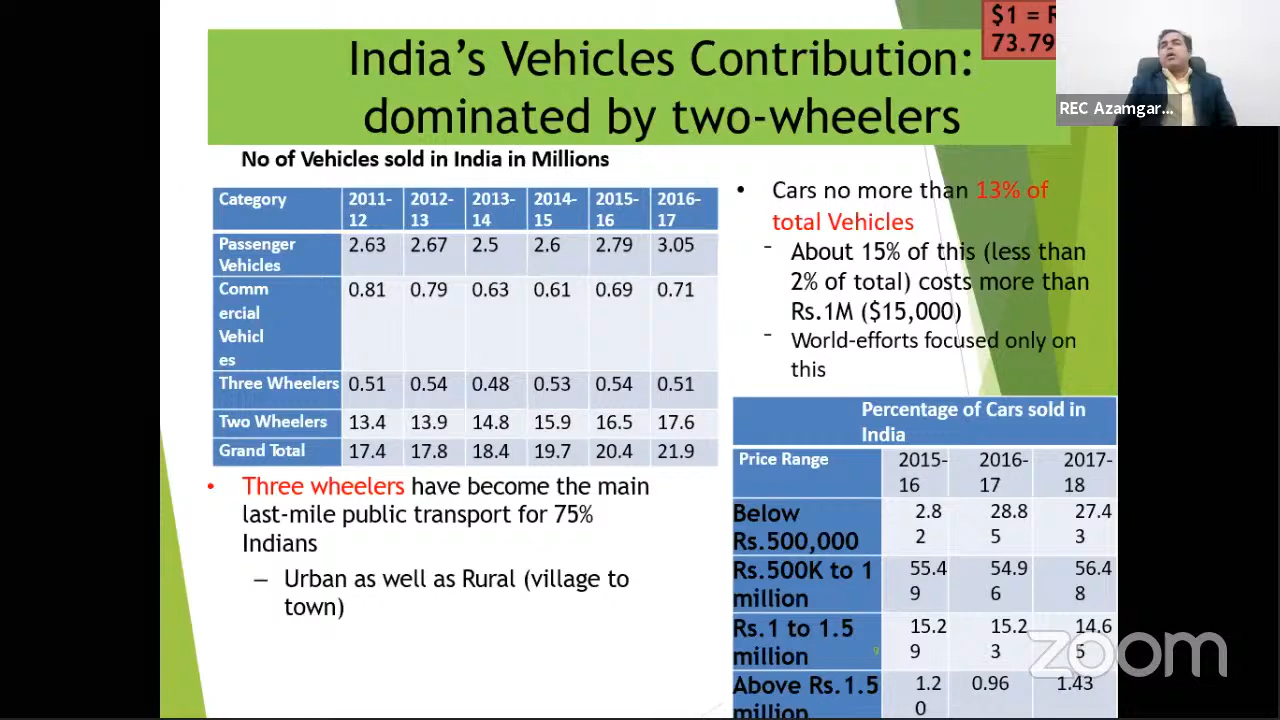 $1 = R
73.79
India's Vehicles Contribution:
dominated by two-wheelers
REC Azamgar...
No of Vehicles sold in India in Millions
Category 2011-12 2012-13 2013-14 2014-15 2015-16 2016-17
Passenger Vehicles 2.63 2.67 2.5 2.6 2.79 3.05
Comm ercial Vehicl es 0.81 0.79 0.63 0.61 0.69 0.71
Three Wheelers 0.51 0.54 0.48 0.53 0.54 0.51
Two Wheelers 13.4 13.9 14.8 15.9 16.5 17.6
Grand Total 17.4 17.8 18.4 19.7 20.4 21.9
• Three wheelers have become the main
last-mile public transport for 75%
Indians
– Urban as well as Rural (village to
town)
• Cars no more than 13% of
total Vehicles
- About 15% of this (less than
2% of total) costs more than
Rs.1M ($15,000)
- World-efforts focused only on
this
Percentage of Cars sold in
India
Price Range 2015-16 2016-17 2017-18
Below Rs.500,000 2.82 28.85 27.43
Rs.500K to 1 million 55.49 54.96 56.48
Rs.1 to 1.5 million 15.29 15.23 14.65
Above Rs.1.5 million 1.20 0.96 1.43
9
zoom